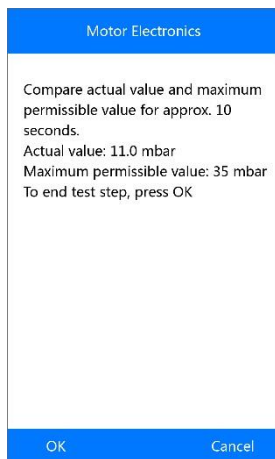 Motor Electronics
Compare actual value and maximum
permissible value for approx. 10
seconds.
Actual value: 11.0 mbar
Maximum permissible value: 35 mbar
To end test step, press OK
OK
Cancel